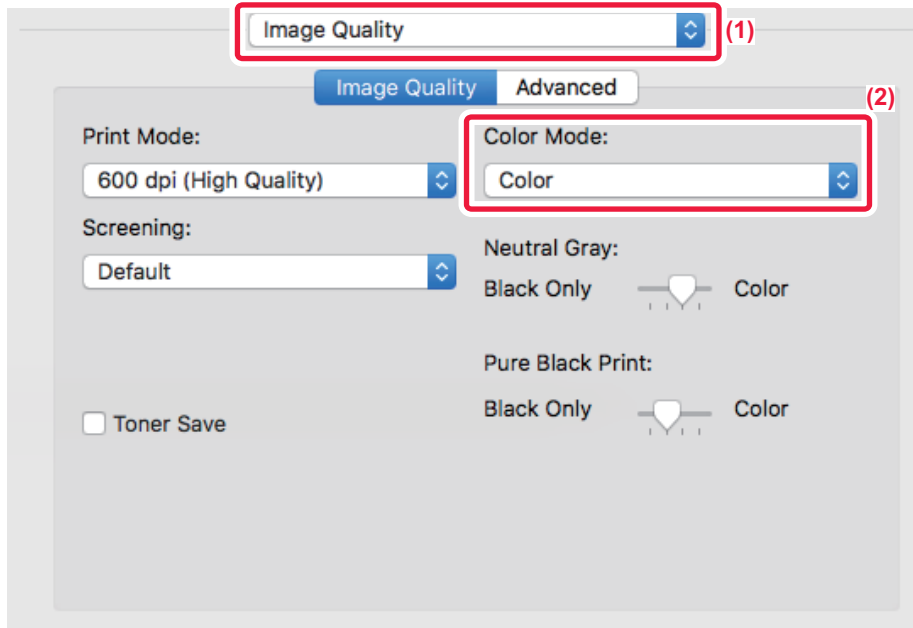 Image Quality
(1)
Image Quality
Advanced
(2)
Print Mode:
600 dpi (High Quality)
Screening:
Default
Toner Save
Color Mode:
Color
Neutral Gray:
Black Only Color
Pure Black Print:
Black Only Color